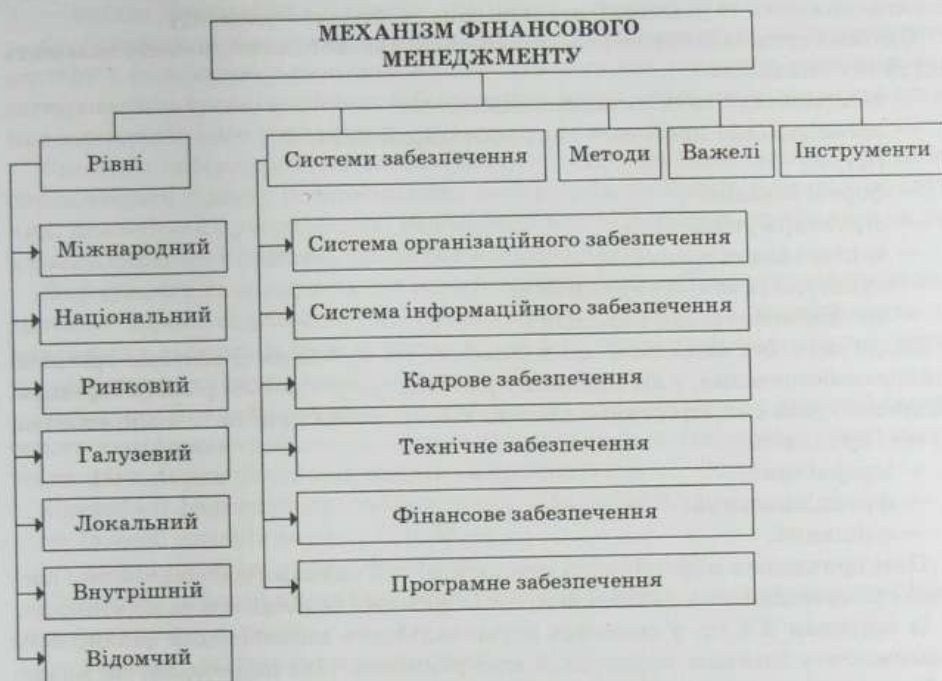 МЕХАНІЗМ ФІНАНСОВОГО
МЕНЕДЖМЕНТУ
Рівні
Системи забезпечення
Методи
Важелі
Інструменти
Міжнародний
Національний
Ринковий
Галузевий
Локальний
Внутрішній
Відомчий
Система організаційного забезпечення
Система інформаційного забезпечення
Кадрове забезпечення
Технічне забезпечення
Фінансове забезпечення
Програмне забезпечення